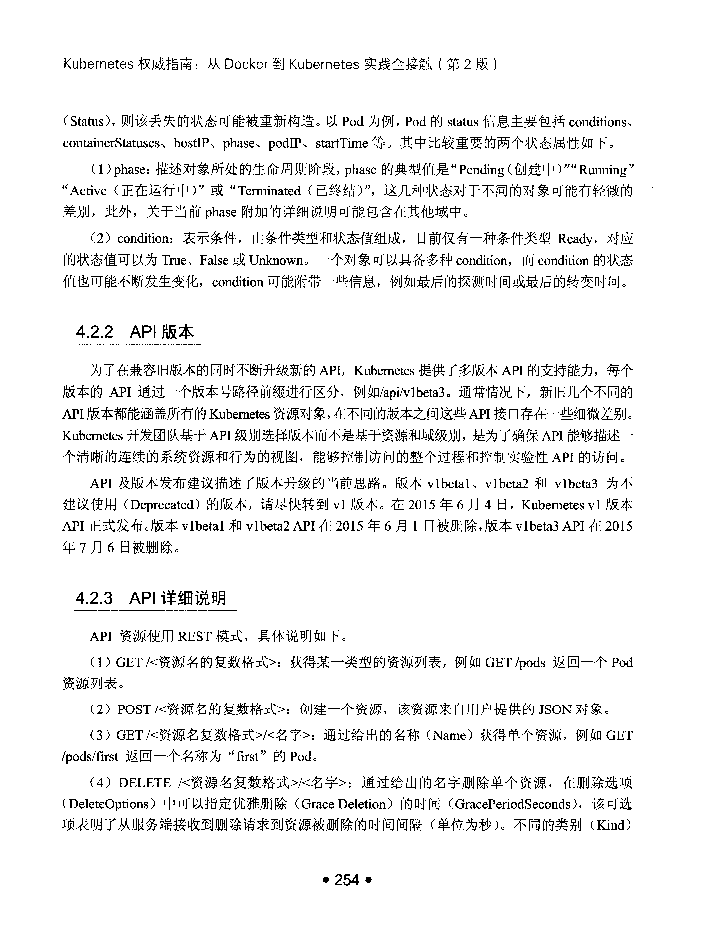 Kubernetes 权威指南：从 Docker 到 Kubernetes 实践全接触（第 2 版）
（Status），则该丢失的状态可能被重新构造。以 Pod 为例，Pod 的 status 信息主要包括 conditions、
containerStatuses、hostIP、phase、podIP、startTime 等。其中比较重要的两个状态属性如下。
（1）phase：描述对象所处的生命周期阶段，phase 的典型值是“Pending（创建中）”“Running”
“Active（正在运行中）”或“Terminated（已终结）”，这几种状态对于不同的对象可能有轻微的
差别，此外，关于当前 phase 附加的详细说明可能包含在其他域中。
（2）condition：表示条件，由条件类型和状态值组成，目前仅有一种条件类型 Ready，对应
的状态值可以为 True、False 或 Unknown。一个对象可以具备多种 condition，而 condition 的状态
值也可能不断发生变化，condition 可能附带一些信息，例如最后的探测时间或最后的转变时间。
4.2.2 API 版本
为了在兼容旧版本的同时不断升级新的 API，Kubernetes 提供了多版本 API 的支持能力，每个
版本的 API 通过一个版本号路径前缀进行区分，例如/api/v1beta3。通常情况下，新旧几个不同的
API 版本都能涵盖所有的 Kubernetes 资源对象，在不同的版本之间这些 API 接口存在一些细微差别。
Kubernetes 开发团队基于 API 级别选择版本而不是基于资源和域级别，是为了确保 API 能够描述一
个清晰的连续的系统资源和行为的视图，能够控制访问的整个过程和控制实验性 API 的访问。
API 及版本发布建议描述了版本升级的当前思路。版本 v1beta1、v1beta2 和 v1beta3 为不
建议使用（Deprecated）的版本，请尽快转到 v1 版本。在 2015 年 6 月 4 日，Kubernetes v1 版本
API 正式发布。版本 v1beta1 和 v1beta2 API 在 2015 年 6 月 1 日被删除，版本 v1beta3 API 在 2015
年 7 月 6 日被删除。
4.2.3 API 详细说明
API 资源使用 REST 模式，具体说明如下。
（1）GET /<资源名的复数格式>：获得某一类型的资源列表，例如 GET /pods 返回一个 Pod
资源列表。
（2）POST /<资源名的复数格式>：创建一个资源，该资源来自用户提供的 JSON 对象。
（3）GET /<资源名复数格式>/<名字>：通过给出的名称（Name）获得单个资源，例如 GET
/pods/first 返回一个名称为“first”的 Pod。
（4）DELETE /<资源名复数格式>/<名字>：通过给出的名字删除单个资源，在删除选项
（DeleteOptions）中可以指定优雅删除（Grace Deletion）的时间（GracePeriodSeconds），该可选
项表明了从服务端接收到删除请求到资源被删除的时间间隔（单位为秒）。不同的类别（Kind）
• 254 •